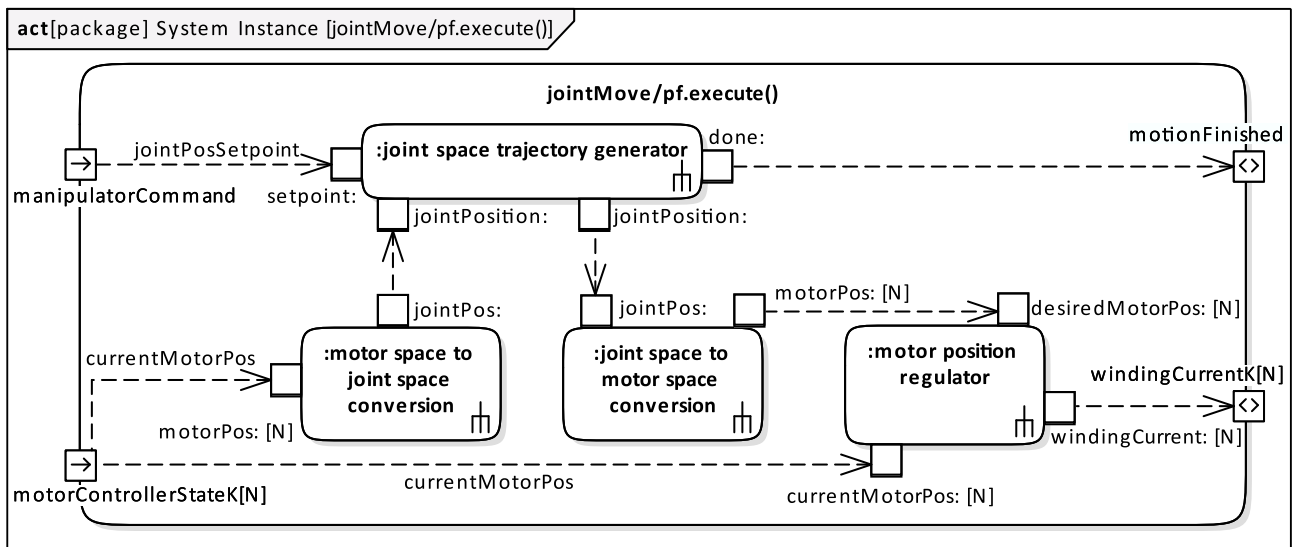 act[package] System Instance [jointMove/pf.execute()]
jointMove/pf.execute()
jointPosSetpoint
:joint space trajectory generator
done:
motionFinished
manipulatorCommand
setpoint:
jointPosition:
jointPosition:
jointPos:
jointPos:
motorPos: [N]
desiredMotorPos: [N]
currentMotorPos
:motor space to
joint space
conversion
:joint space to
motor space
conversion
:motor position
regulator
windingCurrentK[N]
motorPos: [N]
windingCurrent: [N]
motorControllerStateK[N]
currentMotorPos
currentMotorPos: [N]